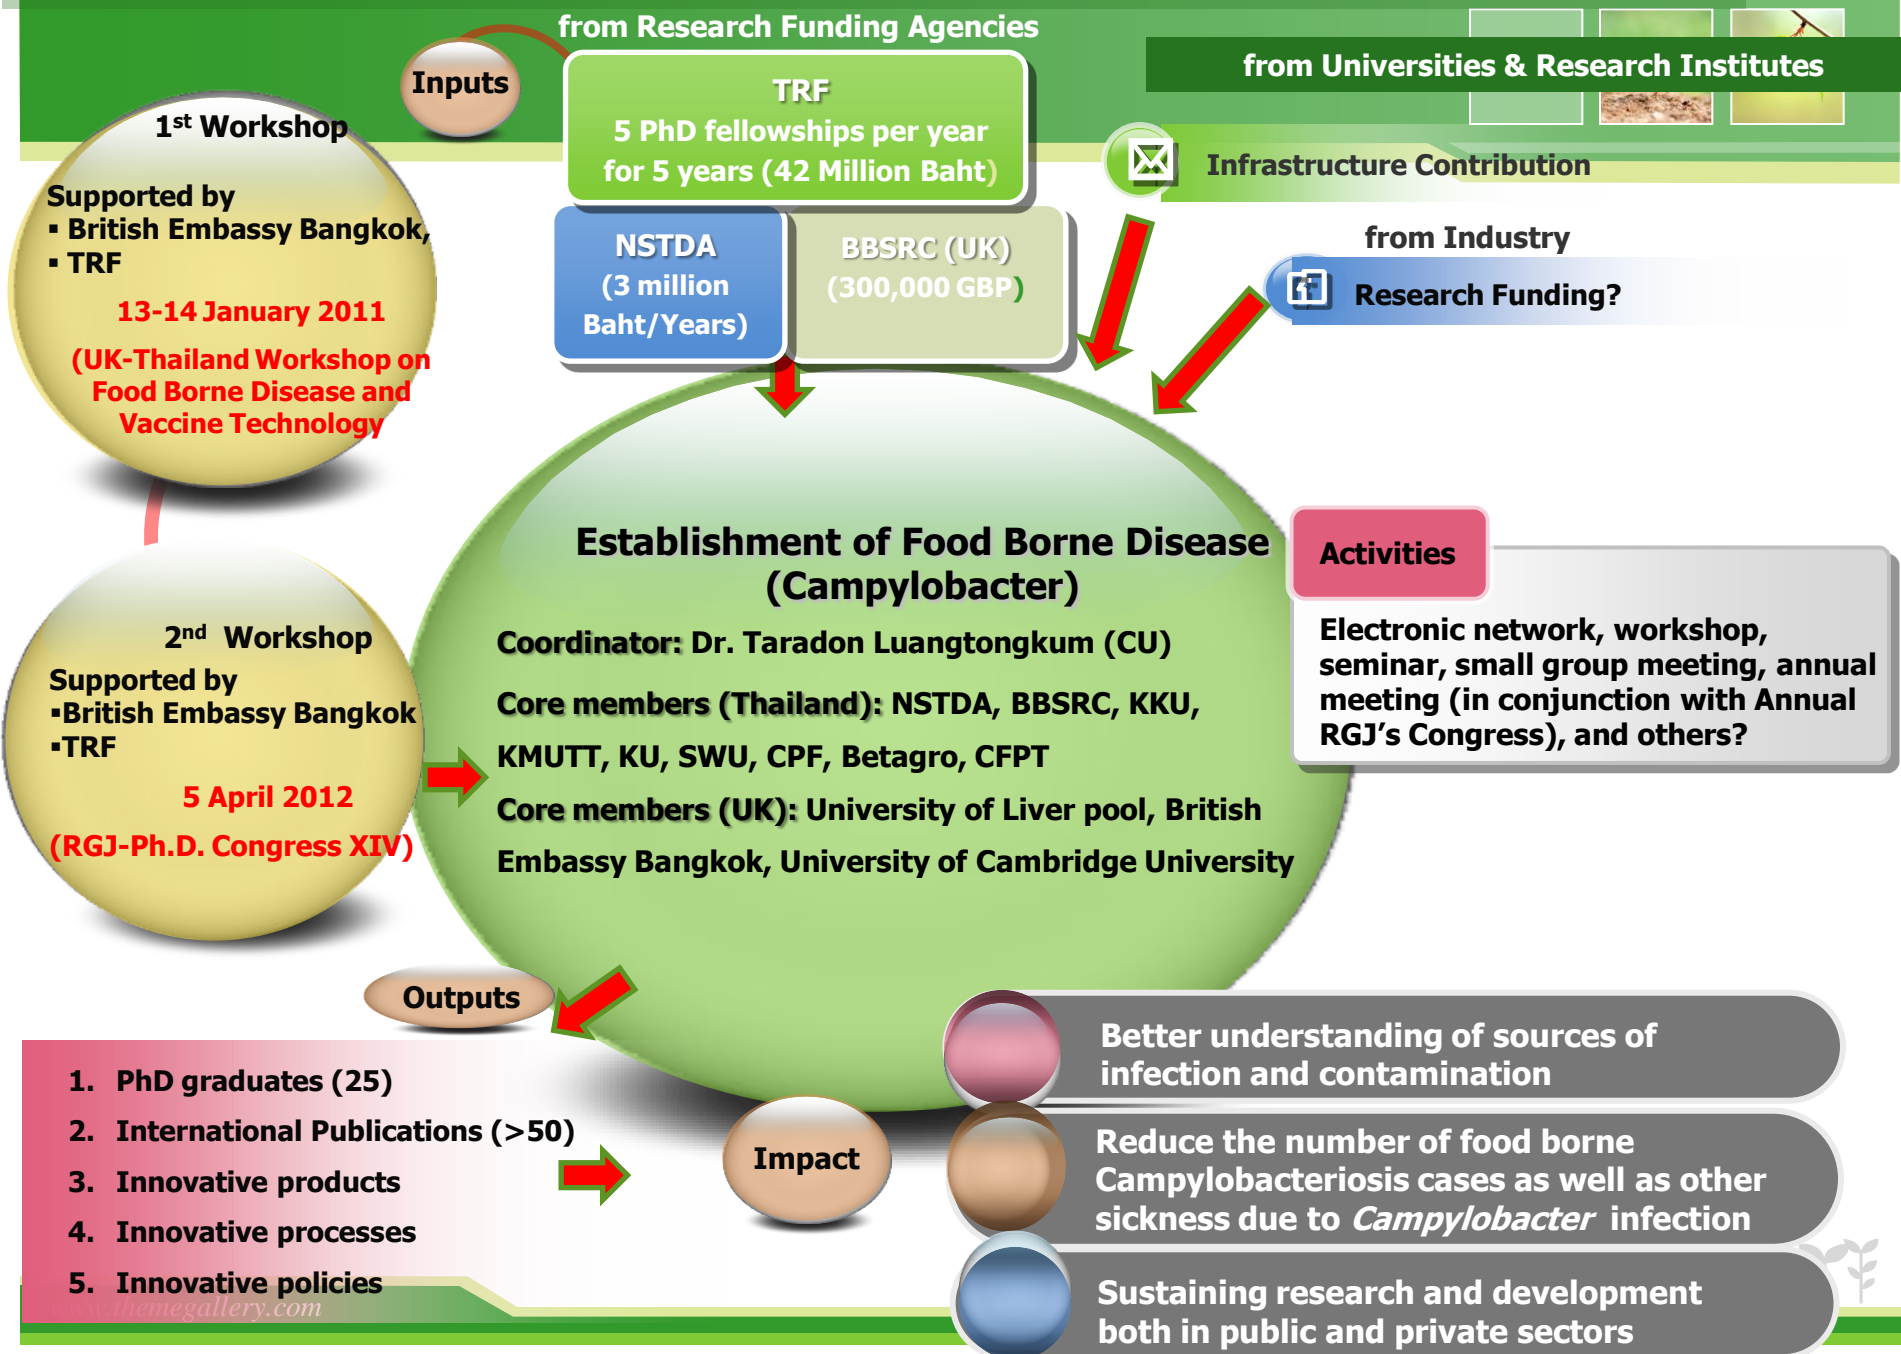 from Research Funding Agencies
Inputs
TRF
5 PhD fellowships per year
for 5 years (42 Million Baht)
NSTDA
(3 million
Baht/Years)
BBSRC (UK)
(300,000 GBP)
from Universities & Research Institutes
Infrastructure Contribution
from Industry
Research Funding?
1st Workshop
Supported by
▪ British Embassy Bangkok,
▪ TRF
13-14 January 2011
(UK-Thailand Workshop on
Food Borne Disease and
Vaccine Technology
2nd Workshop
Supported by
▪British Embassy Bangkok
▪TRF
5 April 2012
(RGJ-Ph.D. Congress XIV)
Establishment of Food Borne Disease
(Campylobacter)
Coordinator: Dr. Taradon Luangtongkum (CU)
Core members (Thailand): NSTDA, BBSRC, KKU,
KMUTT, KU, SWU, CPF, Betagro, CFPT
Core members (UK): University of Liver pool, British
Embassy Bangkok, University of Cambridge University
Activities
Electronic network, workshop,
seminar, small group meeting, annual
meeting (in conjunction with Annual
RGJ's Congress), and others?
Outputs
1. PhD graduates (25)
2. International Publications (>50)
3. Innovative products
4. Innovative processes
5. Innovative policies
www.themegallery.com
Impact
Better understanding of sources of
infection and contamination
Reduce the number of food borne
Campylobacteriosis cases as well as other
sickness due to Campylobacter infection
Sustaining research and development
both in public and private sectors